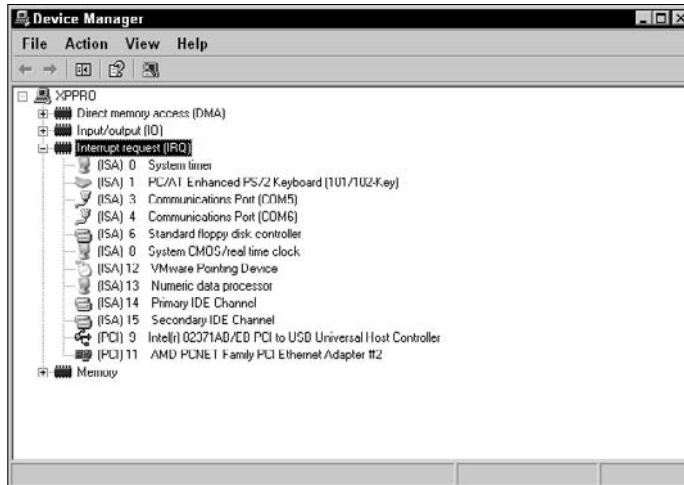 Device Manager
File Action View Help
XPPRO
Direct memory access (DMA)
Input/output (IO)
Interrupt request (IRQ)
(ISA) 0 System timer
(ISA) 1 PC/AT Enhanced PS/2 Keyboard (101/102-Key)
(ISA) 3 Communications Port (COM5)
(ISA) 4 Communications Port (COM6)
(ISA) 6 Standard floppy disk controller
(ISA) 0 System CMOS/real time clock
(ISA) 12 VMware Pointing Device
(ISA) 13 Numeric data processor
(ISA) 14 Primary IDE Channel
(ISA) 15 Secondary IDE Channel
(PCI) 9 Intel(r) 02371AB/EB PCI to USB Universal Host Controller
(PCI) 11 AMD PCNET Family PCI Ethernet Adapter #2
Memory